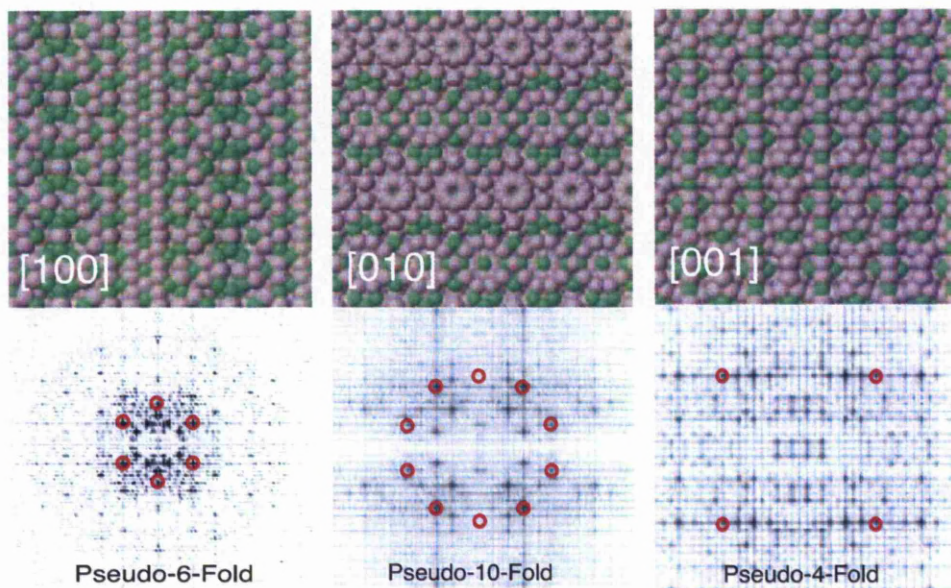 [100]
[010]
[001]
Pseudo-6-Fold
Pseudo-10-Fold
Pseudo-4-Fold